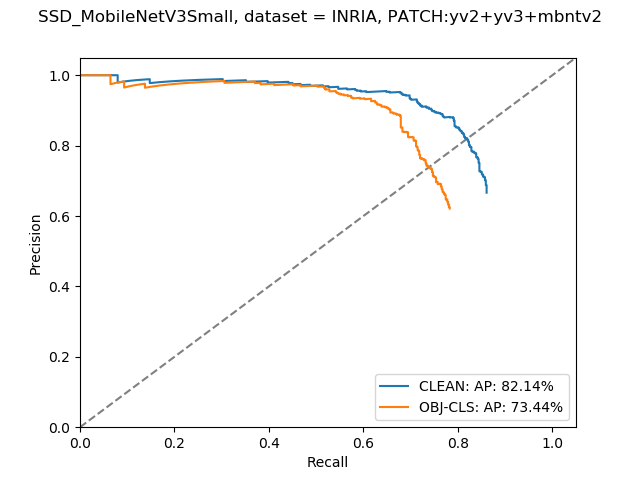 SSD_MobileNetV3Small, dataset = INRIA, PATCH:yv2+yv3+mbntv2
1.0
0.8
0.6
0.4
0.2
0.0
Precision
0.0 0.2 0.4 0.6 0.8 1.0
Recall
CLEAN: AP: 82.14%
OBJ-CLS: AP: 73.44%